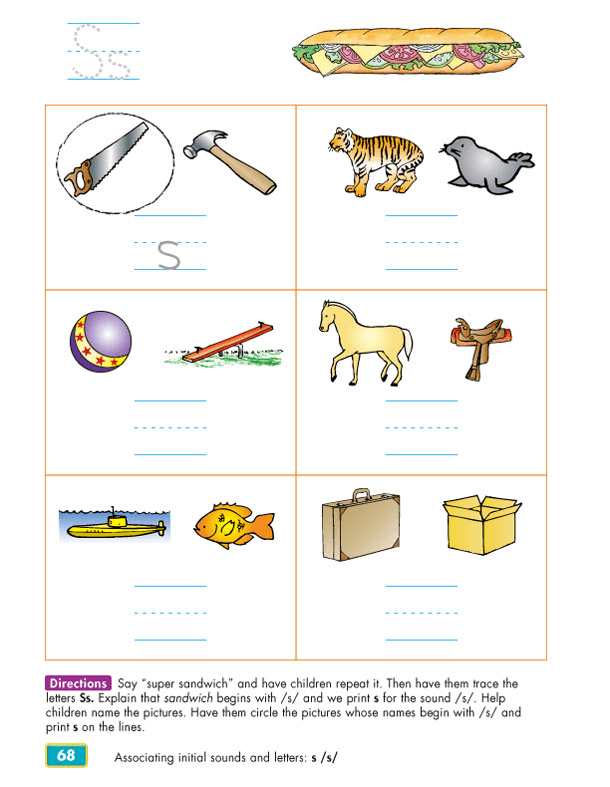 Ss
s
Directions Say “super sandwich” and have children repeat it. Then have them trace the
letters Ss. Explain that sandwich begins with /s/ and we print s for the sound /s/. Help
children name the pictures. Have them circle the pictures whose names begin with /s/ and
print s on the lines.
68 Associating initial sounds and letters: s /s/